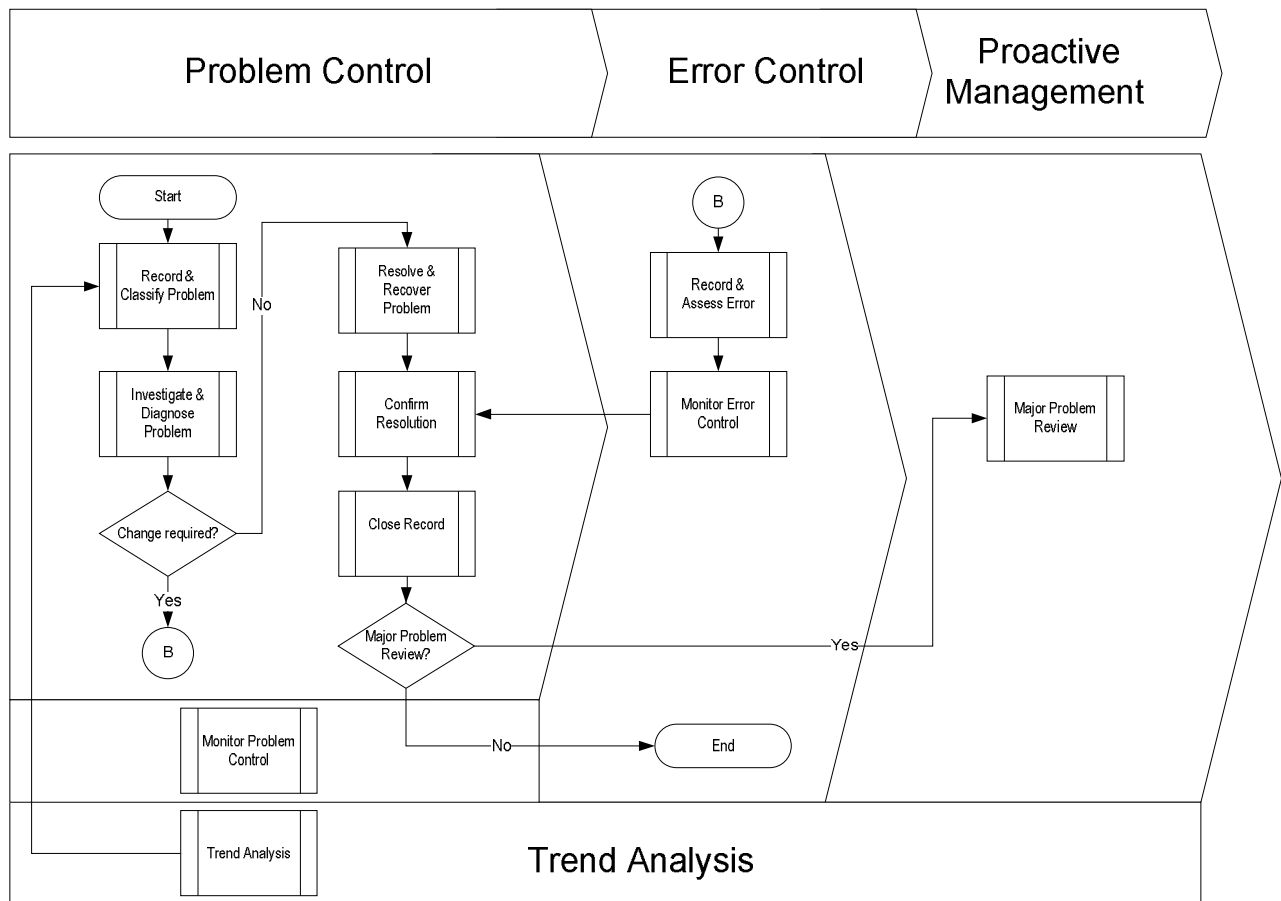 Problem Control
Error Control
Proactive
Management
Start
Record &
Classify Problem
Investigate &
Diagnose
Problem
Change required?
Yes
B
No
Resolve &
Recover
Problem
Confirm
Resolution
Close Record
Major Problem
Review?
Yes
No
B
Record &
Assess Error
Monitor Error
Control
Major Problem
Review
End
Monitor Problem
Control
Trend Analysis
Trend Analysis